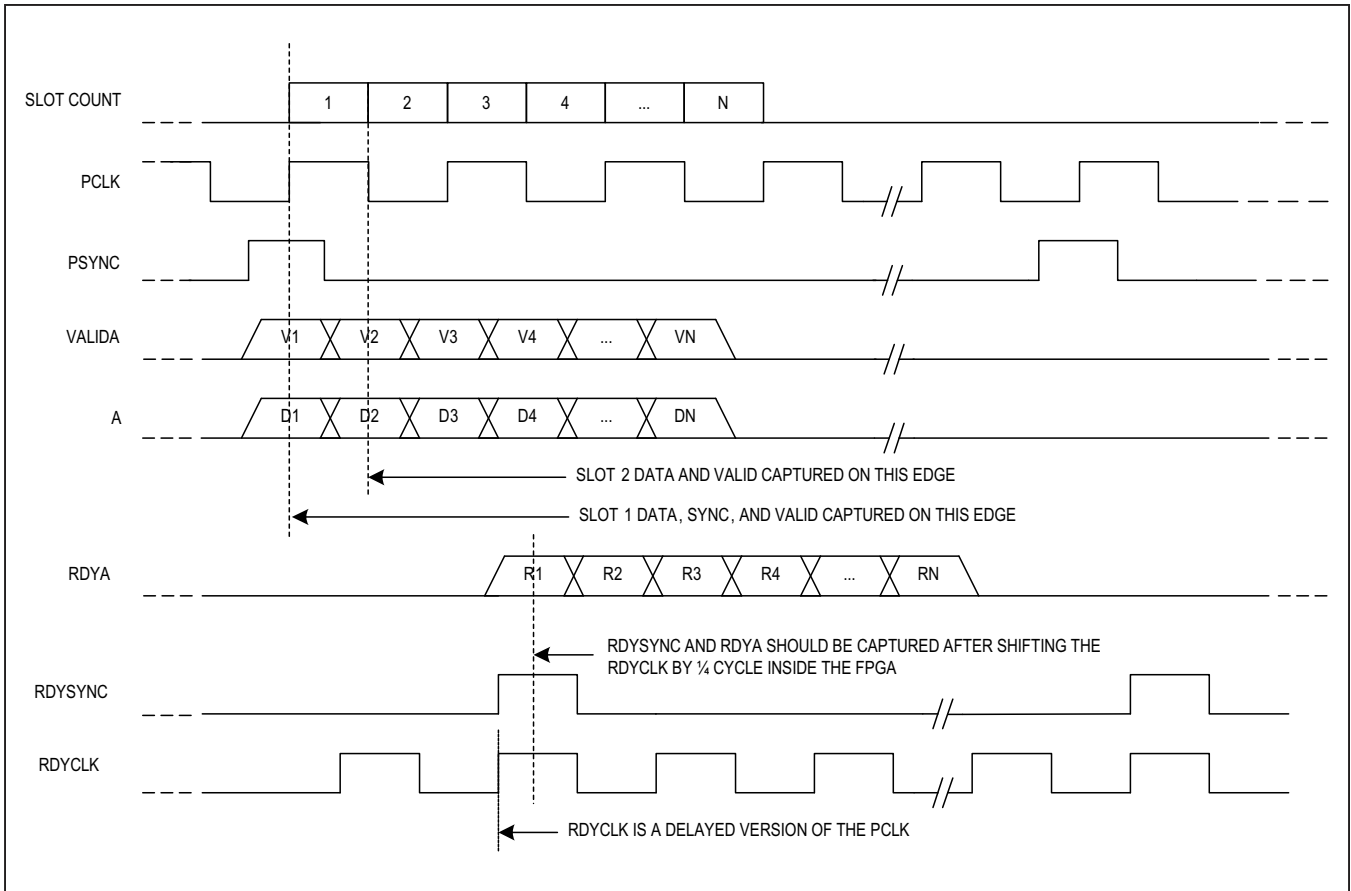 SLOT COUNT
1 2 3 4 ... N
PCLK
PSYNC
VALIDA
V1 V2 V3 V4 ... VN
A
D1 D2 D3 D4 ... DN
SLOT 2 DATA AND VALID CAPTURED ON THIS EDGE
SLOT 1 DATA, SYNC, AND VALID CAPTURED ON THIS EDGE
RDYA
R1 R2 R3 R4 ... RN
RDYSYNC AND RDYA SHOULD BE CAPTURED AFTER SHIFTING THE
RDYCLK BY ¼ CYCLE INSIDE THE FPGA
RDYSYNC
RDYCLK
RDYCLK IS A DELAYED VERSION OF THE PCLK